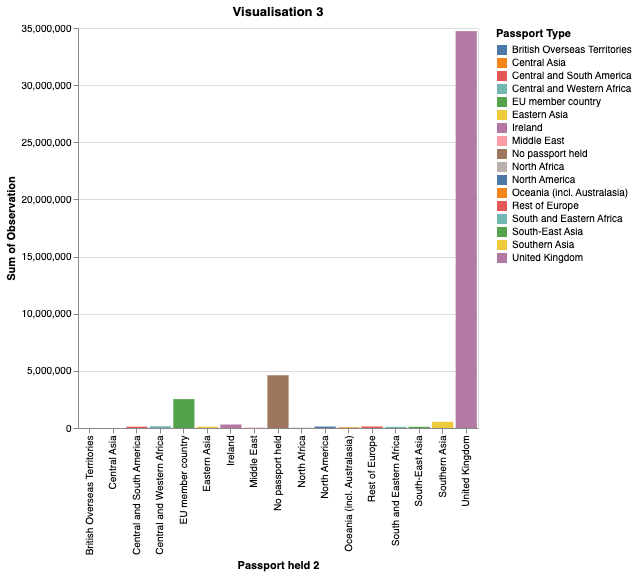 Visualisation 3
35,000,000
30,000,000
25,000,000
20,000,000
15,000,000
10,000,000
5,000,000
0
Sum of Observation
British Overseas Territories
Central Asia
Central and South America
Central and Western Africa
EU member country
Eastern Asia
Ireland
Middle East
No passport held
North Africa
North America
Oceania (incl. Australasia)
Rest of Europe
South and Eastern Africa
South-East Asia
Southern Asia
United Kingdom
Passport held 2
Passport Type
British Overseas Territories
Central Asia
Central and South America
Central and Western Africa
EU member country
Eastern Asia
Ireland
Middle East
No passport held
North Africa
North America
Oceania (incl. Australasia)
Rest of Europe
South and Eastern Africa
South-East Asia
Southern Asia
United Kingdom